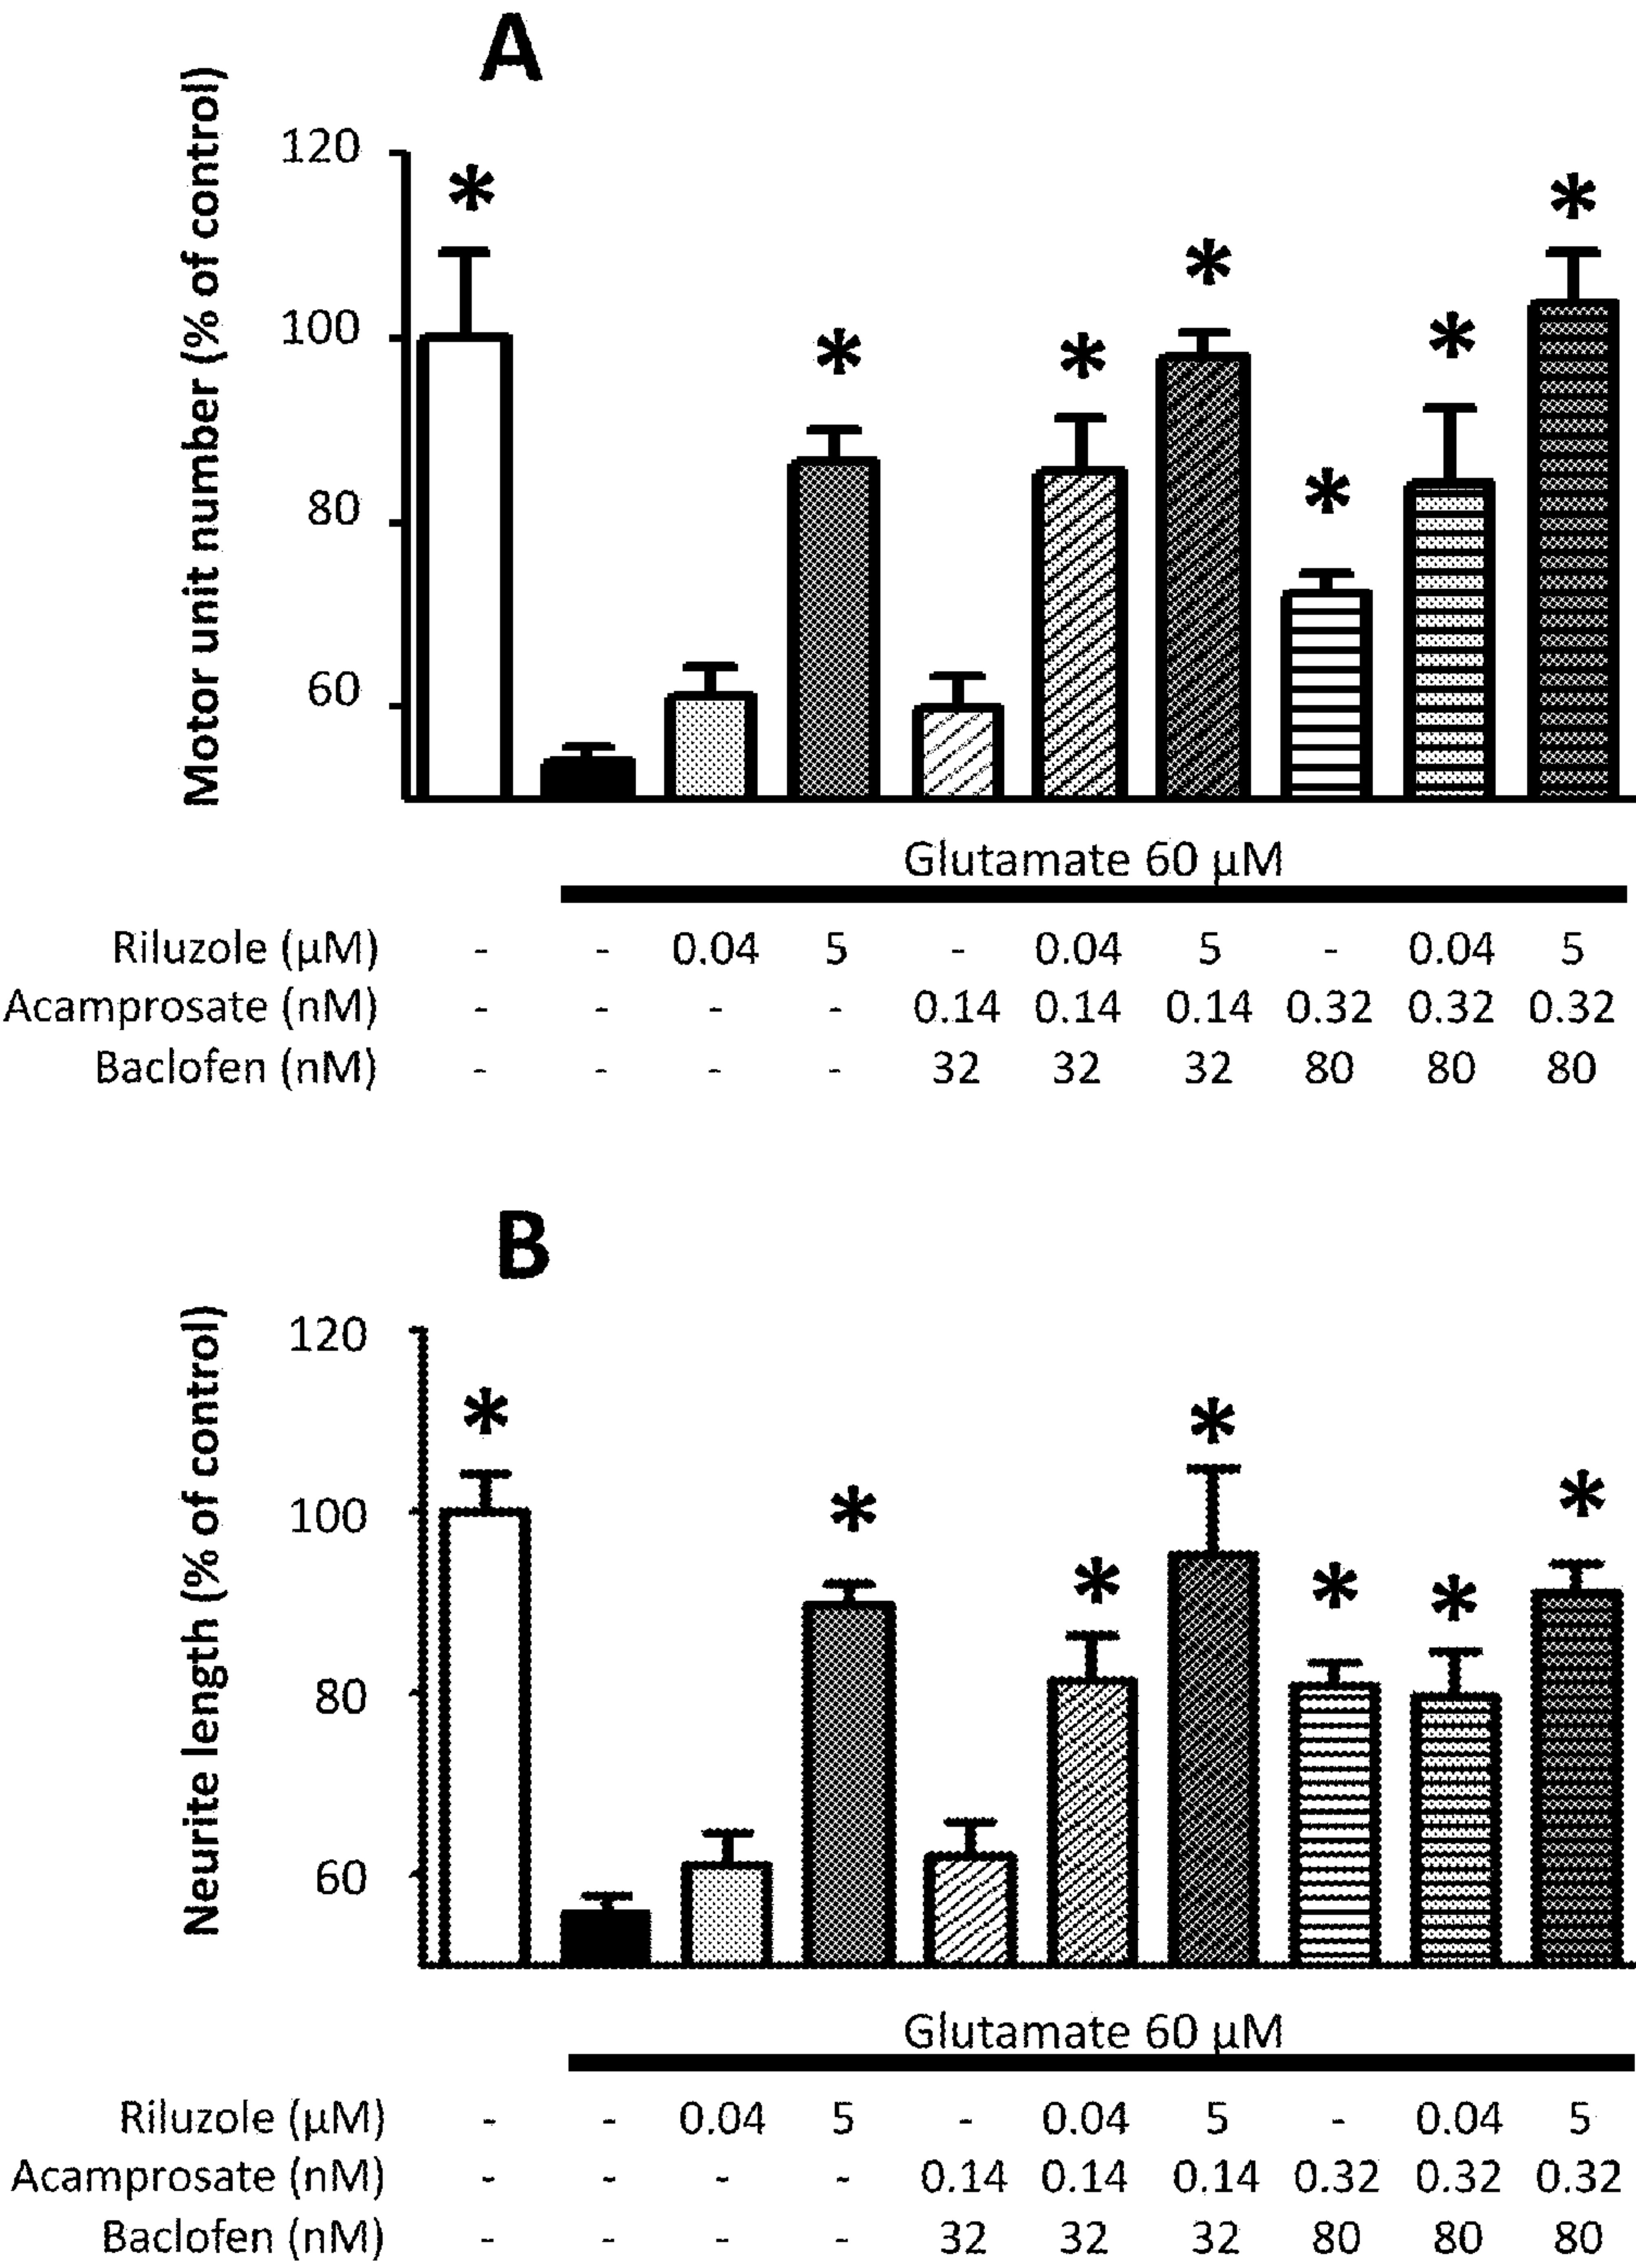 A
Motor unit number (% of control)
120
100
80
60
* * * * * * *
Glutamate 60 µM
Riluzole (µM) - - 0.04 5 - 0.04 5 - 0.04 5
Acamprosate (nM) - - - - 0.14 0.14 0.14 0.32 0.32 0.32
Baclofen (nM) - - - - 32 32 32 80 80 80
B
Neurite length (% of control)
120
100
80
60
* * * * * * *
Glutamate 60 µM
Riluzole (µM) - - 0.04 5 - 0.04 5 - 0.04 5
Acamprosate (nM) - - - - 0.14 0.14 0.14 0.32 0.32 0.32
Baclofen (nM) - - - - 32 32 32 80 80 80